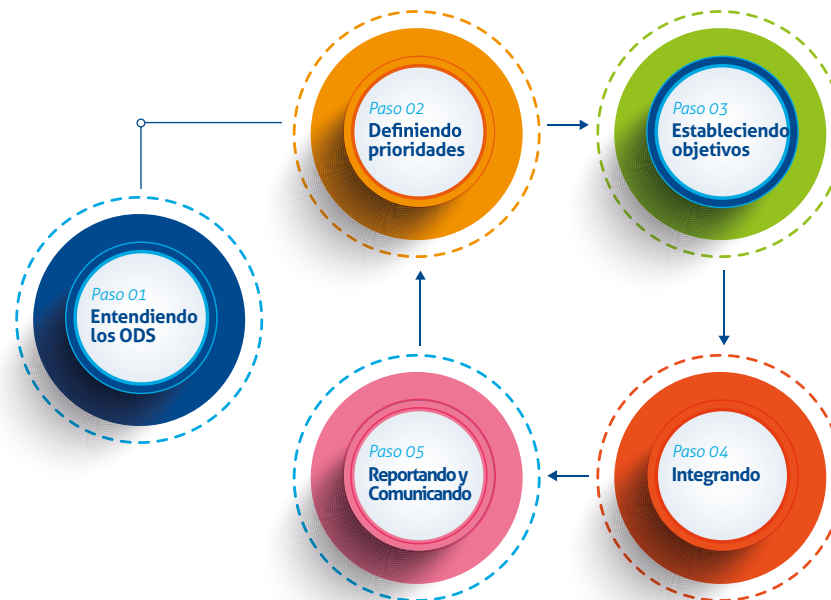 Paso 01
Entendiendo
los ODS
Paso 02
Definiendo
prioridades
Paso 03
Estableciendo
objetivos
Paso 04
Integrando
Paso 05
Reportando y
Comunicando